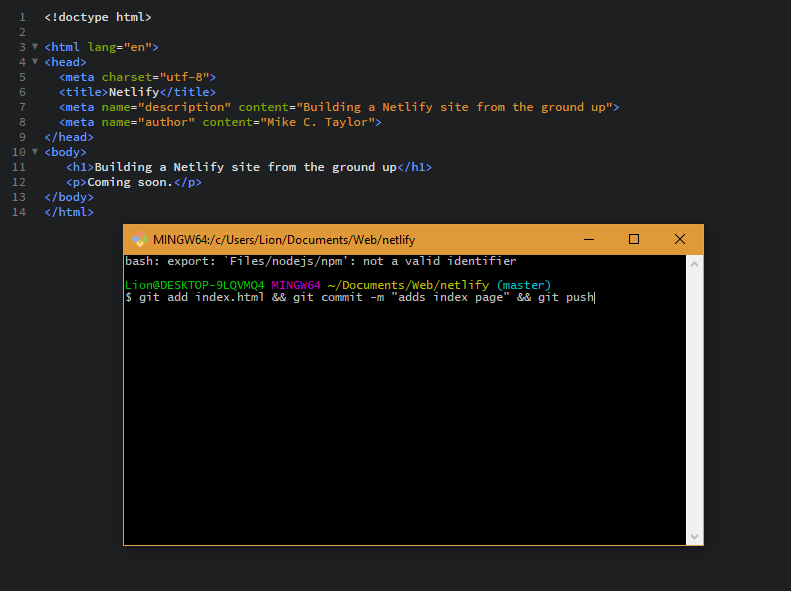 1 <!doctype html>
2
3 <html lang="en">
4 <head>
5 <meta charset="utf-8">
6 <title>Netlify</title>
7 <meta name="description" content="Building a Netlify site from the ground up">
8 <meta name="author" content="Mike C. Taylor">
9 </head>
10 <body>
11 <h1>Building a Netlify site from the ground up</h1>
12 <p>Coming soon.</p>
13 </body>
14 </html>
MINGW64:/c/Users/Lion/Documents/Web/netlify
bash: export: `Files/nodejs/npm': not a valid identifier
Lion@DESKTOP-9LQVMQ4 MINGW64 ~/Documents/Web/netlify (master)
$ git add index.html && git commit -m "adds index page" && git push